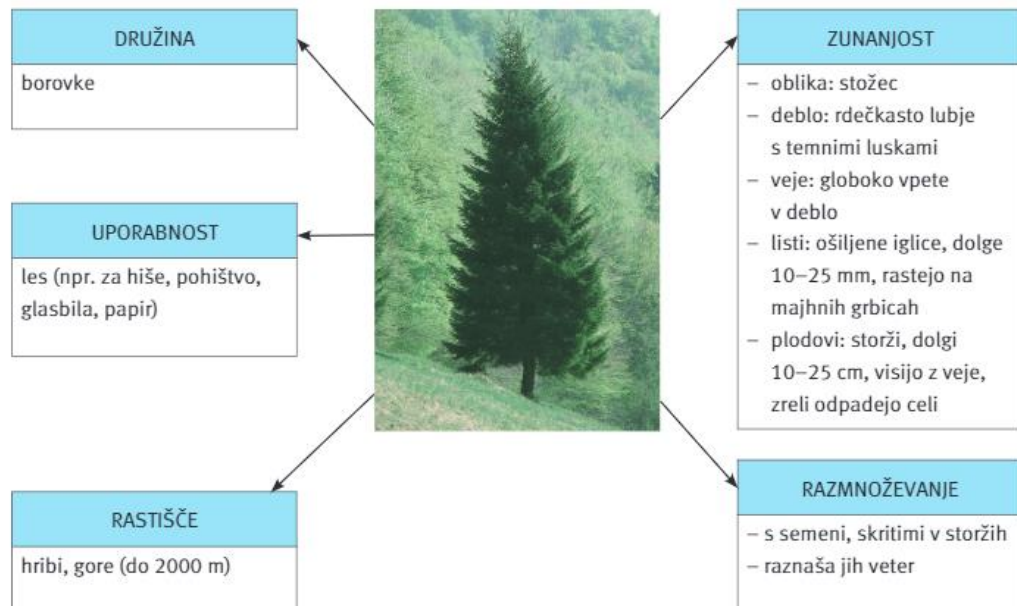 DRUŽINA
borovke
UPORABNOST
les (npr. za hiše, pohištvo,
glasbila, papir)
RASTIŠČE
hribi, gore (do 2000 m)
ZUNANJOST
– oblika: stožec
– deblo: rdečkasto lubje
s temnimi luskami
– veje: globoko vpete
v deblo
– listi: ošiljene iglice, dolge
10–25 mm, rastejo na
majhnih grbicah
– plodovi: storži, dolgi
10–25 cm, visijo z veje,
zreli odpadejo celi
RAZMNOŽEVANJE
– s semeni, skritimi v storžih
– raznaša jih veter